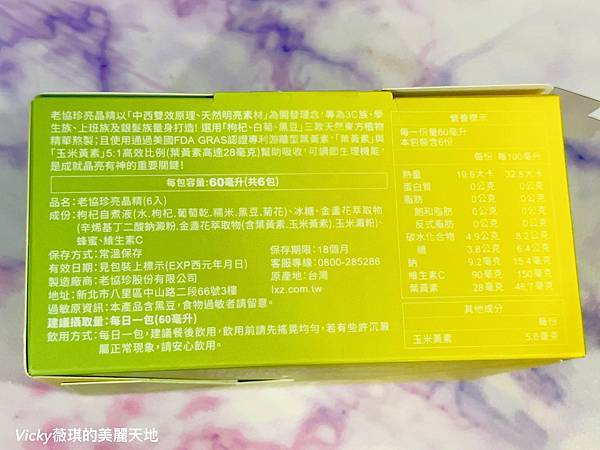 老協珍亮晶精以「中西雙效原理、天然明亮素材」為開發理念，專為3C族、學
生族、上班族及銀髮族量身打造！選用「枸杞、白菊、黑豆」三款天然東方植物
精華熬製；且使用通過美國FDA GRAS認證專利游離型葉黃素，「葉黃素」與
「玉米黃素」5:1高效比例(葉黃素高達28毫克)幫助吸收！可調節生理機能，
是成就晶亮有神的重要關鍵！
每包容量:60毫升(共6包)
品名：老協珍亮晶精(6入)
成份：枸杞自煮液(水.枸杞.葡萄乾.糯米.黑豆.菊花)、冰糖、金盞花萃取物
(辛烯基丁二酸鈉澱粉.金盞花萃取物(含葉黃素.玉米黃素).玉米澱粉)、
蜂蜜、維生素C
保存方式：常溫保存 保存期限：18個月
有效日期：見包裝上標示(EXP西元年月日) 客服專線：0800-285286
製造廠商：老協珍股份有限公司 原產地：台灣
地址：新北市八里區中山路二段66號3樓 lxz.com.tw
過敏原資訊：本產品含黑豆，食物過敏者請留意。
建議攝取量：每日一包(60毫升)
飲用方式：每日一包，建議餐後飲用，飲用前請先搖晃均勻，若有些許沉澱
屬正常現象，請安心飲用。
營養標示
每一份量60毫升
本包裝含6份
每份 每100毫升
熱量 19.6大卡 32.6大卡
蛋白質 0公克 0公克
脂肪 0公克 0公克
飽和脂肪 0公克 0公克
反式脂肪 0公克 0公克
碳水化合物 4.9公克 8.2公克
糖 3.8公克 6.4公克
鈉 9.2毫克 15.4毫克
維生素C 90毫克 150毫克
葉黃素 28毫克 46.7毫克
其他成分
每份
玉米黃素 5.6毫克
Vicky薇琪的美麗天地